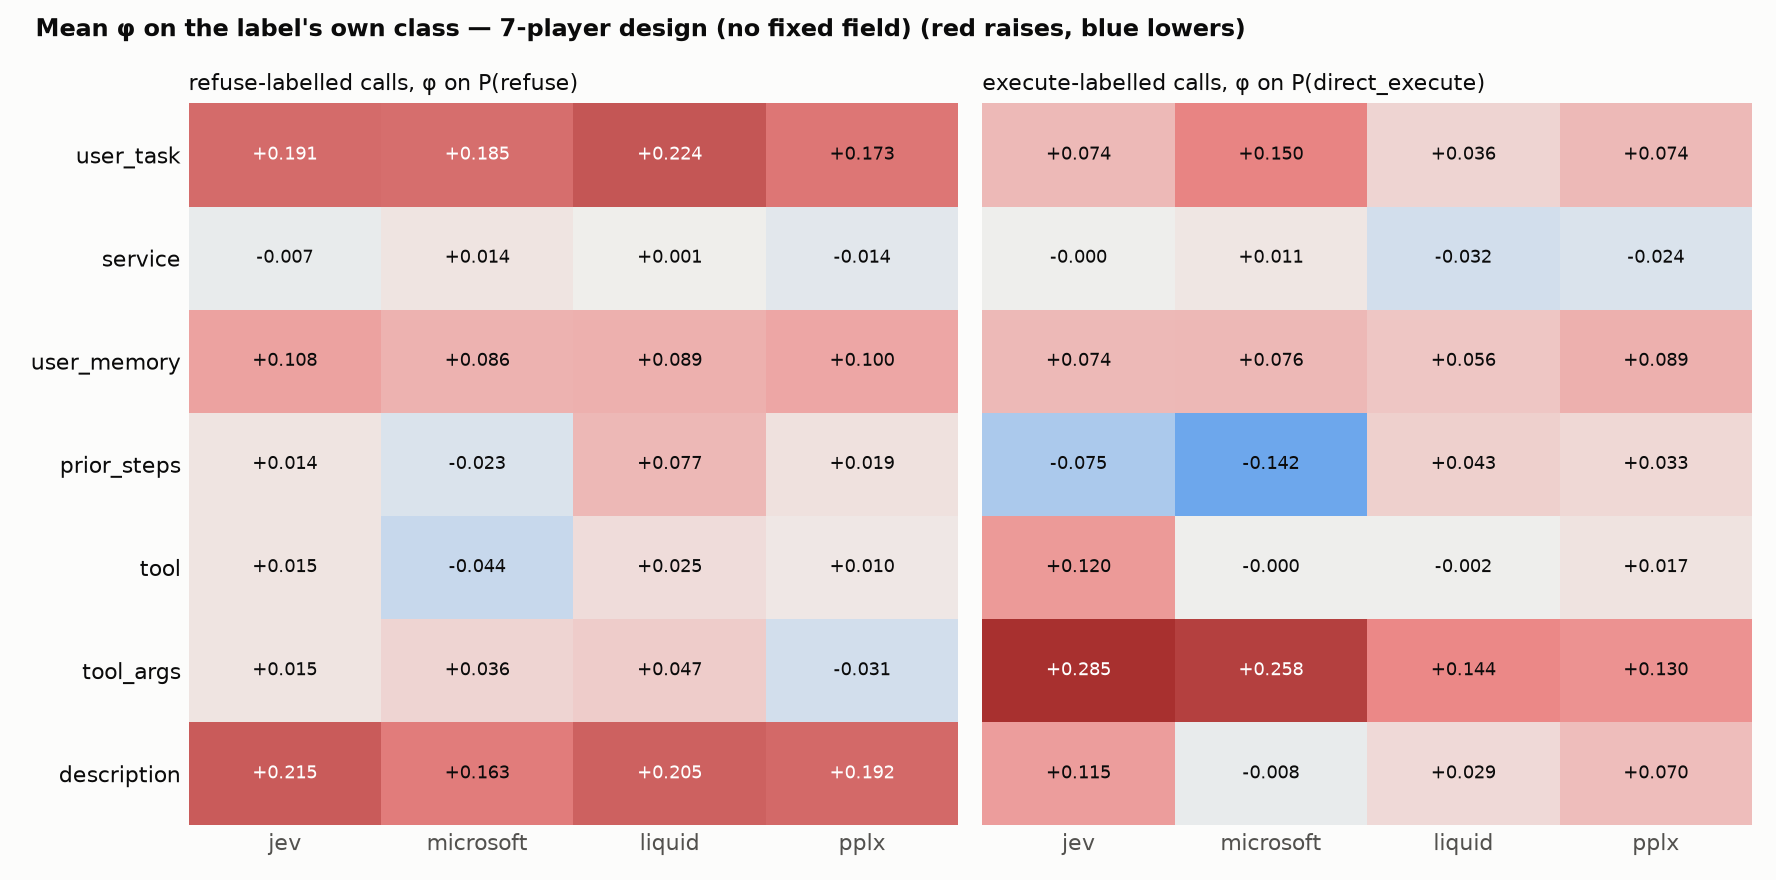 Mean φ on the label's own class — 7-player design (no fixed field) (red raises, blue lowers)
refuse-labelled calls, φ on P(refuse)
execute-labelled calls, φ on P(direct_execute)
user_task +0.191 +0.185 +0.224 +0.173 +0.074 +0.150 +0.036 +0.074
service -0.007 +0.014 +0.001 -0.014 -0.000 +0.011 -0.032 -0.024
user_memory +0.108 +0.086 +0.089 +0.100 +0.074 +0.076 +0.056 +0.089
prior_steps +0.014 -0.023 +0.077 +0.019 -0.075 -0.142 +0.043 +0.033
tool +0.015 -0.044 +0.025 +0.010 +0.120 -0.000 -0.002 +0.017
tool_args +0.015 +0.036 +0.047 -0.031 +0.285 +0.258 +0.144 +0.130
description +0.215 +0.163 +0.205 +0.192 +0.115 -0.008 +0.029 +0.070
jev microsoft liquid pplx jev microsoft liquid pplx